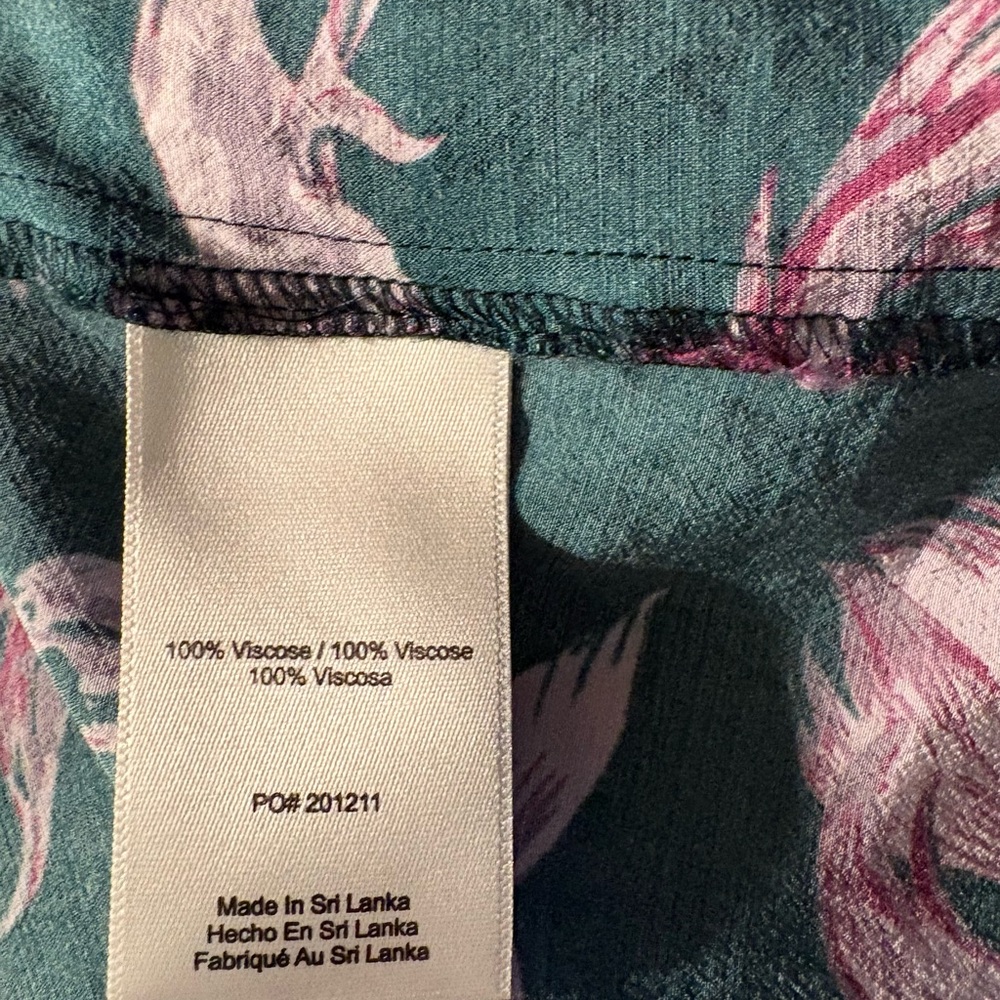 100% Viscose / 100% Viscose
100% Viscosa
PO# 201211
Made In Sri Lanka
Hecho En Sri Lanka
Fabriqué Au Sri Lanka